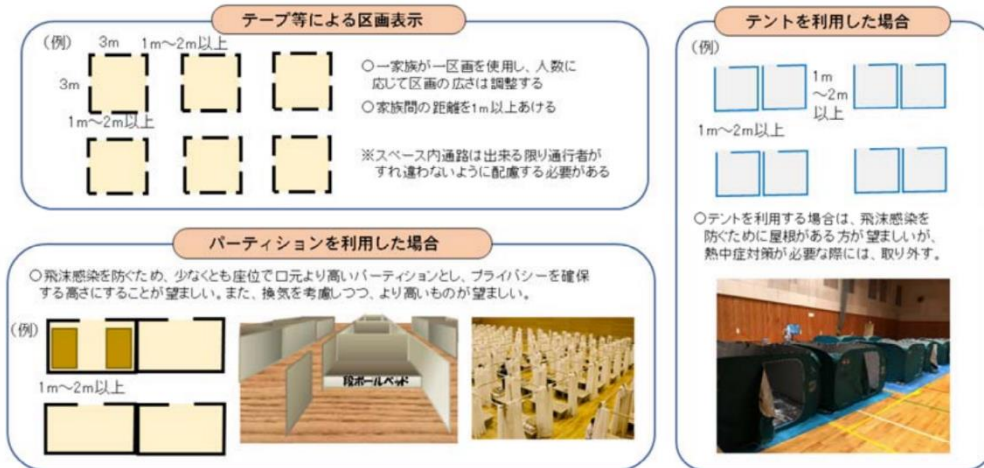 テープ等による区画表示
(例)
3m
1m～2m以上
3m
1m～2m以上
○一家族が一区画を使用し、人数に
応じて区画の広さは調整する
○家族間の距離を1m以上あける
※スペース内通路は出来る限り通行者が
すれ違わないように配慮する必要がある
パーティションを利用した場合
○飛沫感染を防ぐため、少なくとも座位で口元より高いパーティションとし、プライバシーを確保
する高さにすることが望ましい。また、換気を考慮しつつ、より高いものが望ましい。
(例)
1m～2m以上
段ボールベッド
テントを利用した場合
(例)
1m
～2m
以上
1m～2m以上
○テントを利用する場合は、飛沫感染を
防ぐために屋根がある方が望ましいが、
熱中症対策が必要な際には、取り外す。